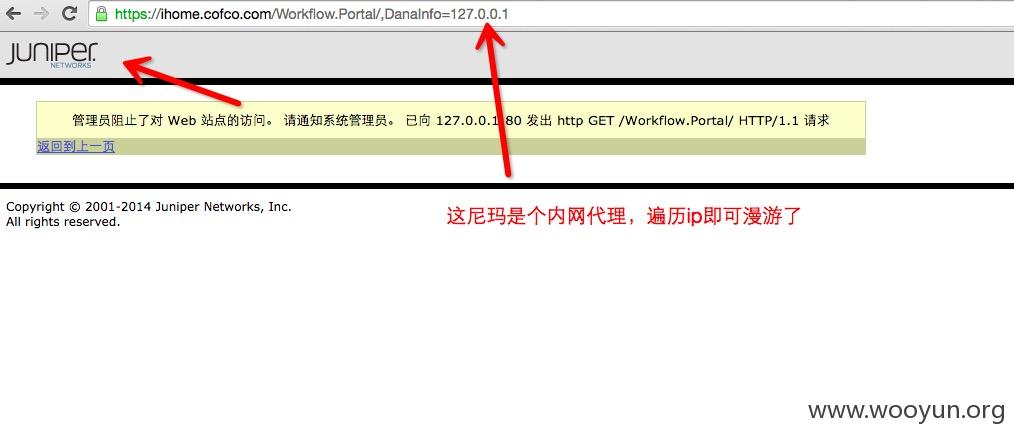 https://ihome.cofco.com/Workflow.Portal/,DanaInfo=127.0.0.1
JUNIPER
NETWORKS
管理员阻止了对 Web 站点的访问。 请通知系统管理员。 已向 127.0.0.1:80 发出 http GET /Workflow.Portal/ HTTP/1.1 请求
返回到上一页
Copyright © 2001-2014 Juniper Networks, Inc.
All rights reserved.
这尼玛是个内网代理，遍历ip即可漫游了
www.wooyun.org